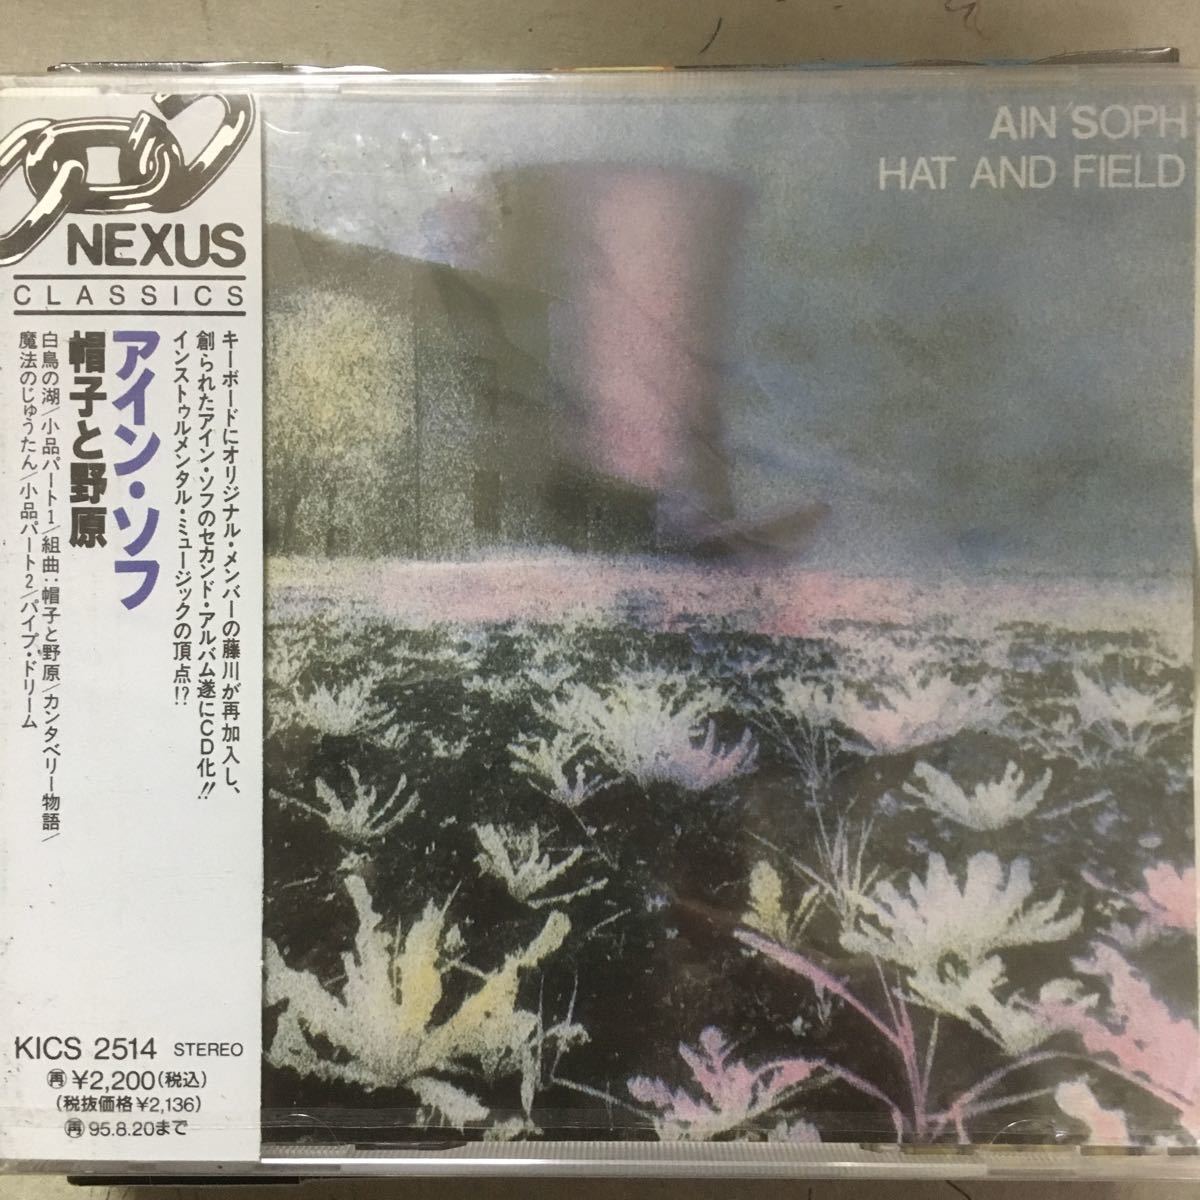 AIN SOPH
HAT AND FIELD
NEXUS
CLASSICS
キーボードにオリジナル・メンバーの藤川が再加入し、
創られたアイン・ソフのセカンド・アルバム遂にCD化!!
インストゥルメンタル・ミュージックの頂点!?
アイン・ソフ
帽子と野原
白鳥の湖/小品パート1/組曲:帽子と野原/カンタベリー物語/
魔法のじゅうたん/小品パート2/パイプ・ドリーム
KICS 2514 STEREO
再 ¥2,200(税込)
(税抜価格¥2,136)
再 95.8.20まで